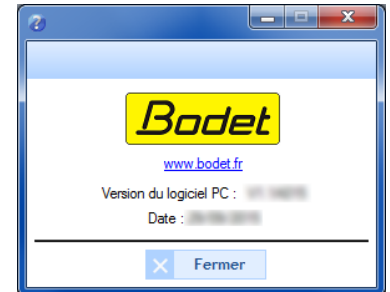 Bodet
www.bodet.fr
Version du logiciel PC :
Date :
Fermer